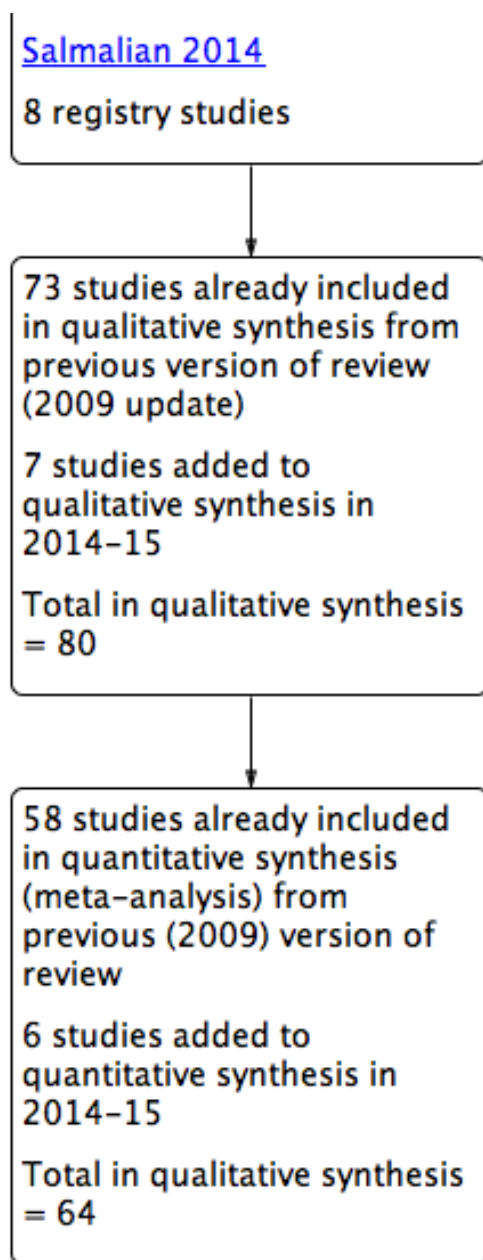 Salmalian 2014
8 registry studies
73 studies already included
in qualitative synthesis from
previous version of review
(2009 update)
7 studies added to
qualitative synthesis in
2014–15
Total in qualitative synthesis
= 80
58 studies already included
in quantitative synthesis
(meta–analysis) from
previous (2009) version of
review
6 studies added to
quantitative synthesis in
2014–15
Total in qualitative synthesis
= 64